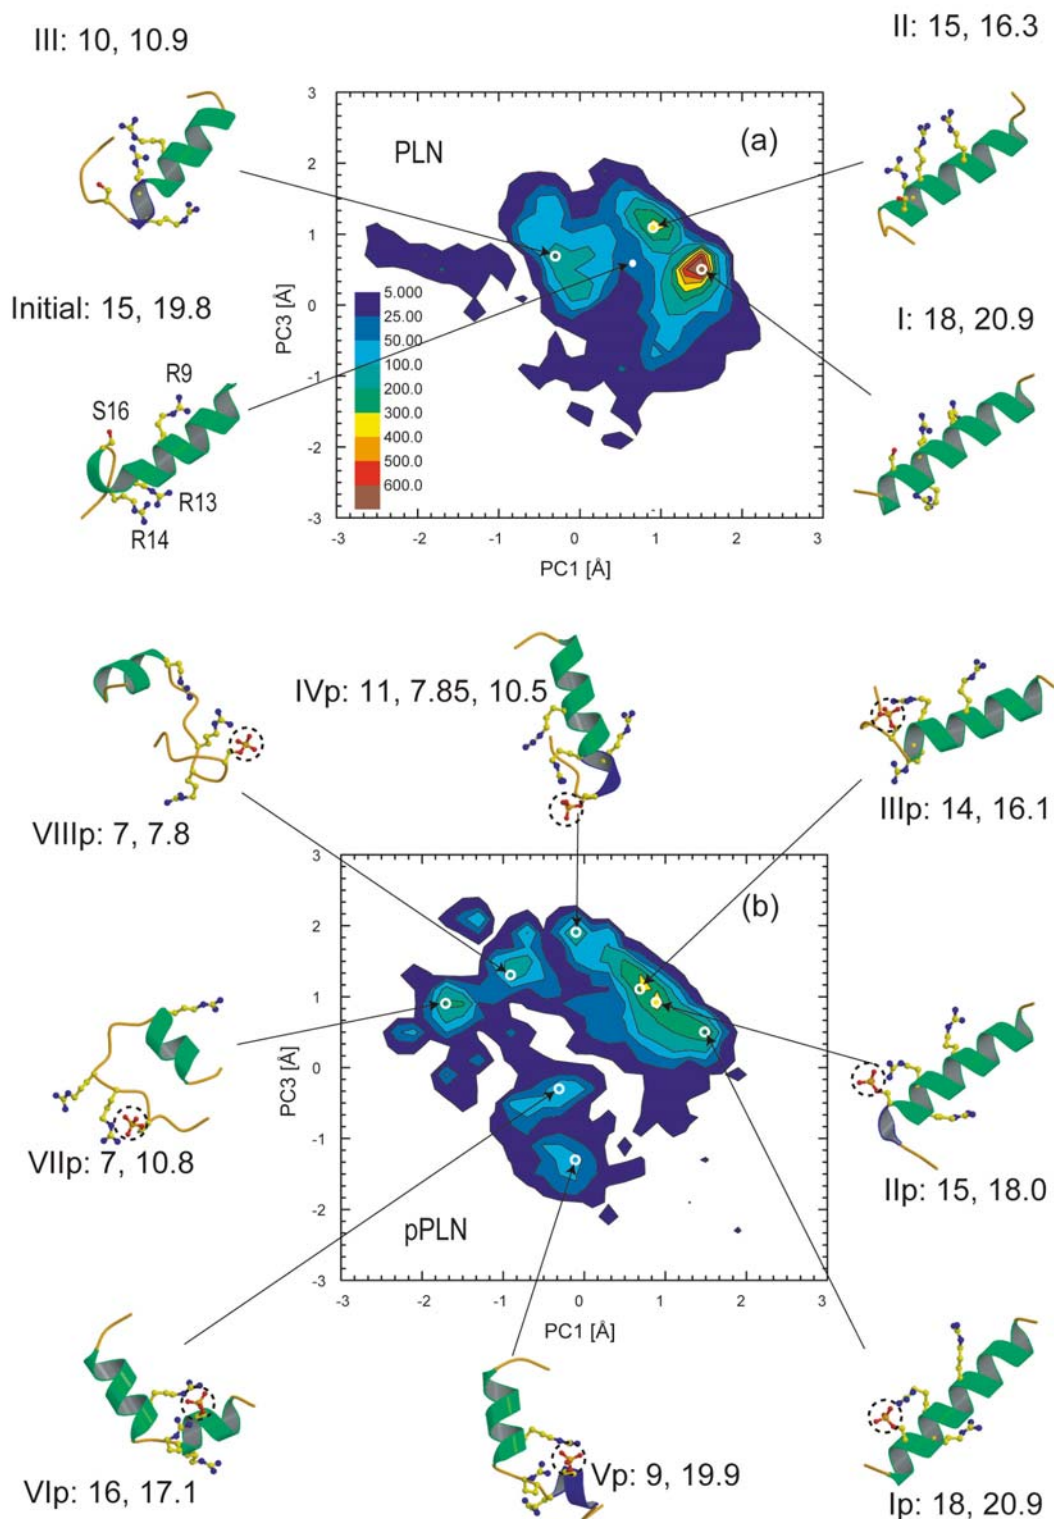 III: 10, 10.9
II: 15, 16.3
PLN
(a)
3
2
1
0
-1
-2
-3
PC3 [Å]
5.000
25.00
50.00
100.0
200.0
300.0
400.0
500.0
600.0
-3
-2
-1
0
1
2
3
PC1 [Å]
Initial: 15, 19.8
I: 18, 20.9
R9
S16
R13
R14
IVp: 11, 7.85, 10.5
VIIIp: 7, 7.8
IIIp: 14, 16.1
(b)
3
2
1
0
-1
-2
-3
PC3 [Å]
pPLN
-3
-2
-1
0
1
2
3
PC1 [Å]
VIIp: 7, 10.8
IIp: 15, 18.0
VIp: 16, 17.1
Vp: 9, 19.9
Ip: 18, 20.9